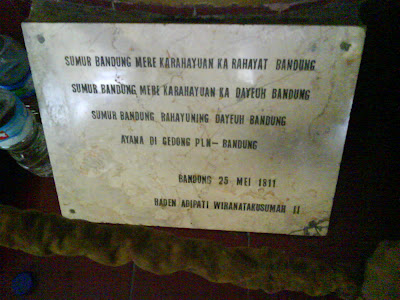 SUMUR BANDUNG MERE KARAHAYUAN KA RAHAYAT BANDUNG
SUMUR BANDUNG MERE KARAHAYUAN KA DAYEUH BANDUNG
SUMUR BANDUNG RAHAYUNING DAYEUH BANDUNG
AYANA DI GEDONG PLN- BANDUNG
BANDUNG 25 MEI 1811
RADEN ADIPATI WIRANATAKUSUMAH II